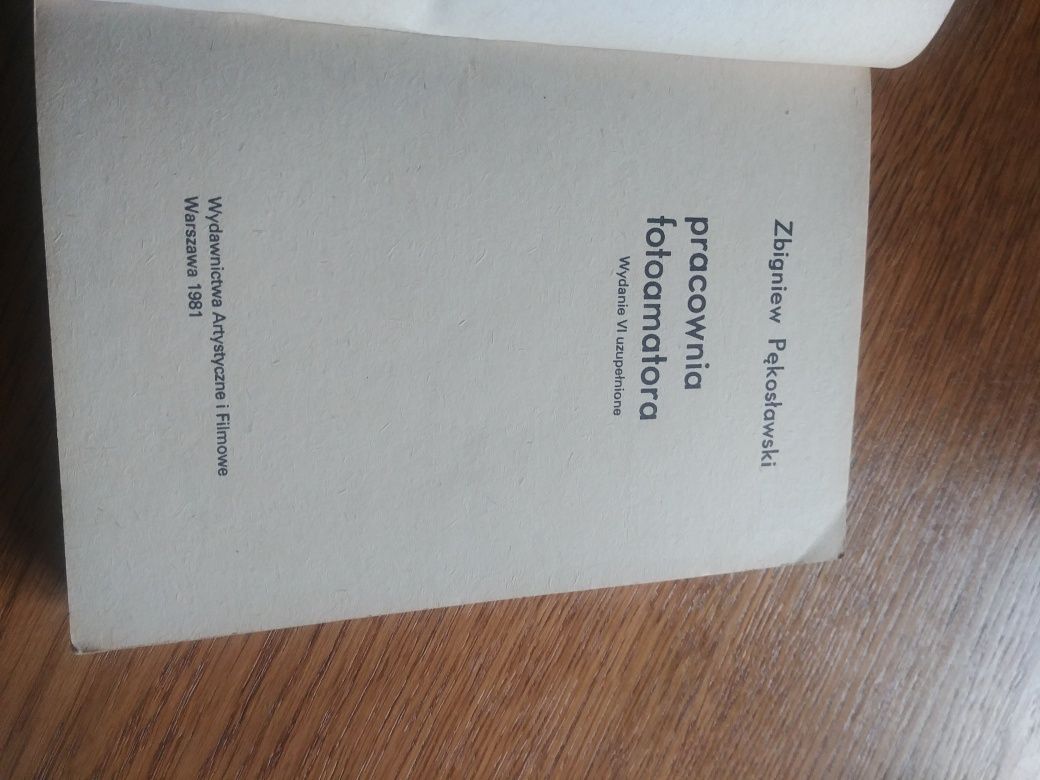 Zbigniew Pękosławski
pracownia
fotoamatora
Wydanie VI uzupełnione
Wydawnictwa Artystyczne i Filmowe
Warszawa 1981